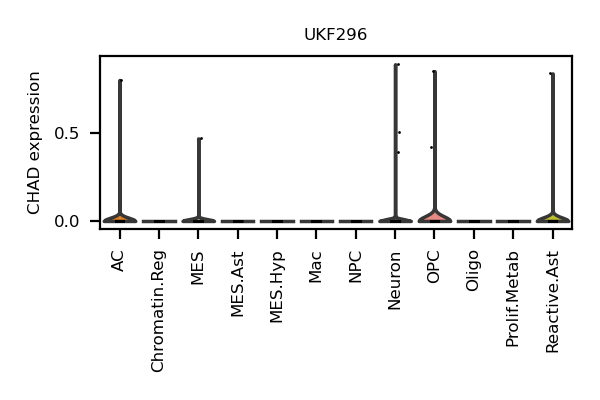 UKF296
CHAD expression
0.5
0.0
AC
Chromatin.Reg
MES
MES.Ast
MES.Hyp
Mac
NPC
Neuron
OPC
Oligo
Prolif.Metab
Reactive.Ast